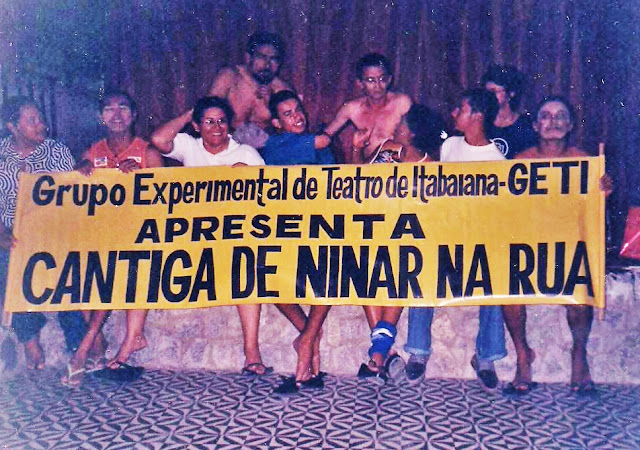 Grupo Experimental de Teatro de Itabaiana-GETI
APRESENTA
CANTIGA DE NINAR NA RUA